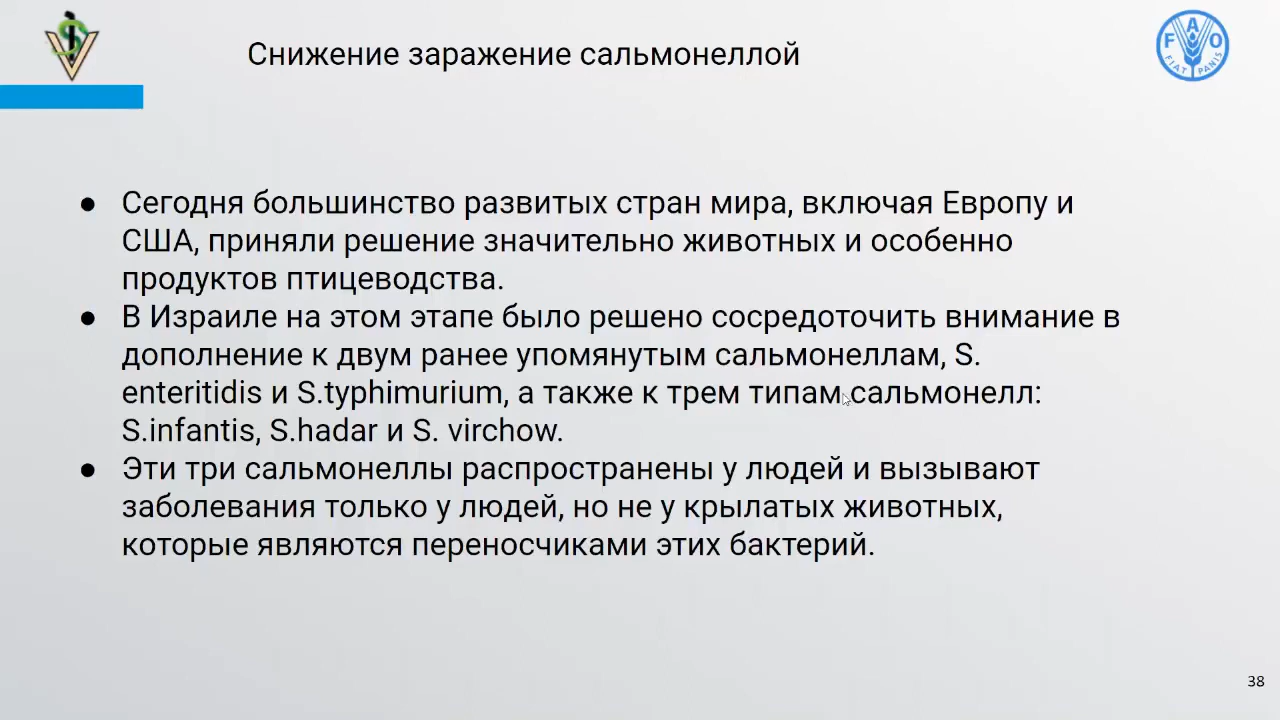 Снижение заражение сальмонеллой
F A O
FIAT PANIS
● Сегодня большинство развитых стран мира, включая Европу и
США, приняли решение значительно животных и особенно
продуктов птицеводства.
● В Израиле на этом этапе было решено сосредоточить внимание в
дополнение к двум ранее упомянутым сальмонеллам, S.
enteritidis и S.typhimurium, а также к трем типам сальмонелл:
S.infantis, S.hadar и S. virchow.
● Эти три сальмонеллы распространены у людей и вызывают
заболевания только у людей, но не у крылатых животных,
которые являются переносчиками этих бактерий.
38